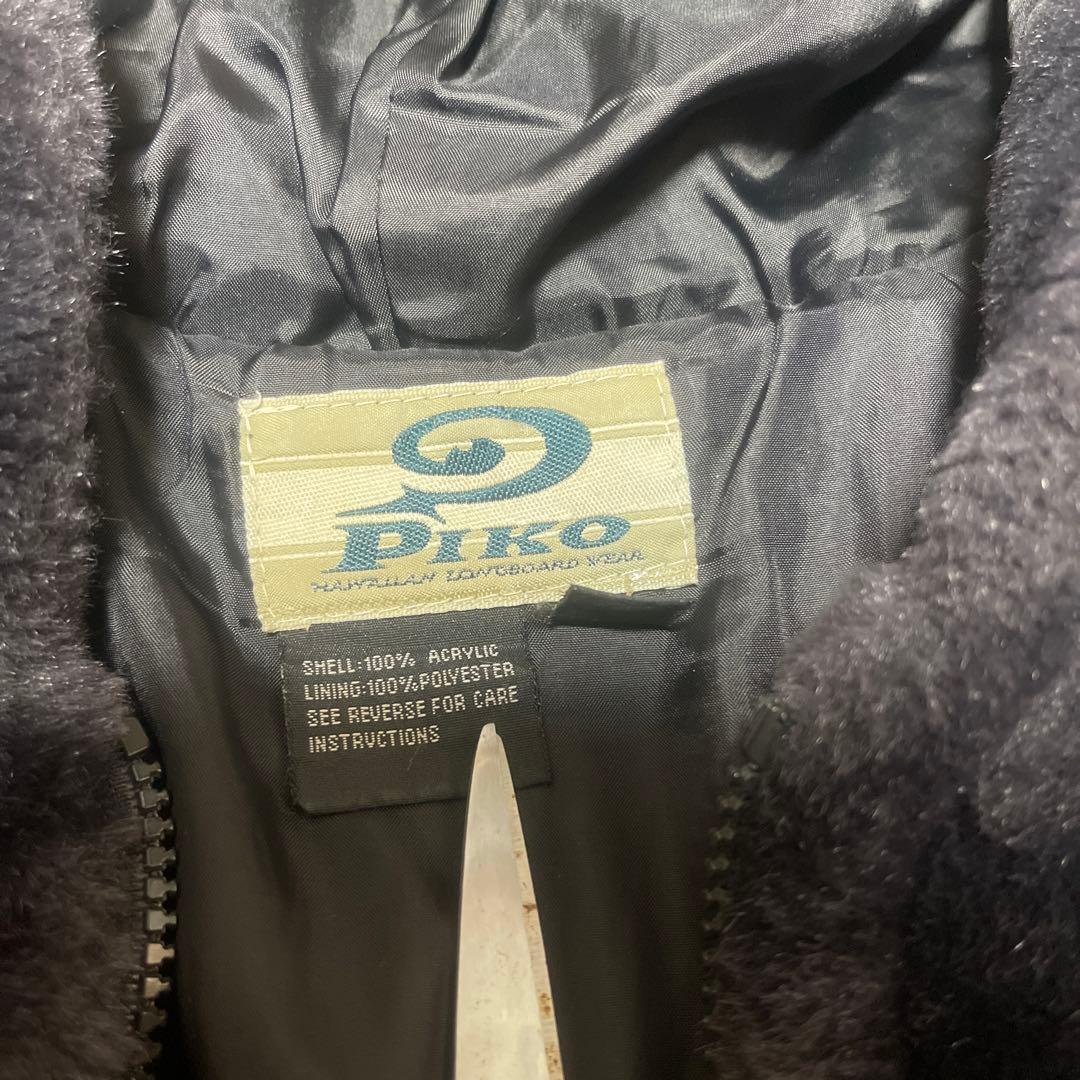 PIKO
HAWAIIAN LONGBOARD WEAR
SHELL:100% ACRYLIC
LINING:100%POLYESTER
SEE REVERSE FOR CARE
INSTRUCTIONS